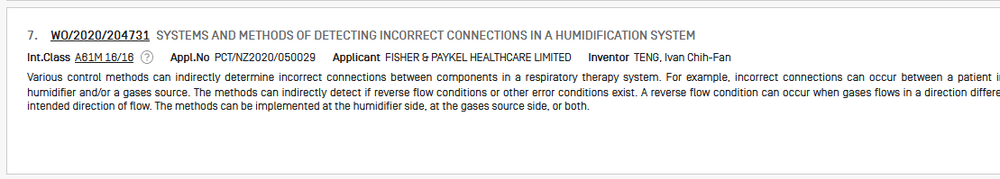 7. WO/2020/204731 SYSTEMS AND METHODS OF DETECTING INCORRECT CONNECTIONS IN A HUMIDIFICATION SYSTEM
Int.Class A61M 16/16 ? Appl.No PCT/NZ2020/050029 Applicant FISHER & PAYKEL HEALTHCARE LIMITED Inventor TENG, Ivan Chih-Fan
Various control methods can indirectly determine incorrect connections between components in a respiratory therapy system. For example, incorrect connections can occur between a patient
humidifier and/or a gases source. The methods can indirectly detect if reverse flow conditions or other error conditions exist. A reverse flow condition can occur when gases flows in a direction
intended direction of flow. The methods can be implemented at the humidifier side, at the gases source side, or both.